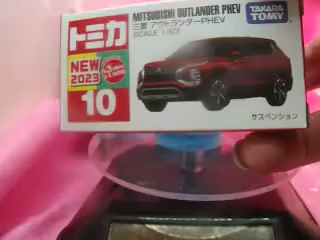 トミカ
MITSUBISHI OUTLANDER PHEV
三菱 アウトランダーPHEV
SCALE 1/63
TAKARA TOMY
NEW
2023
10
サスペンション